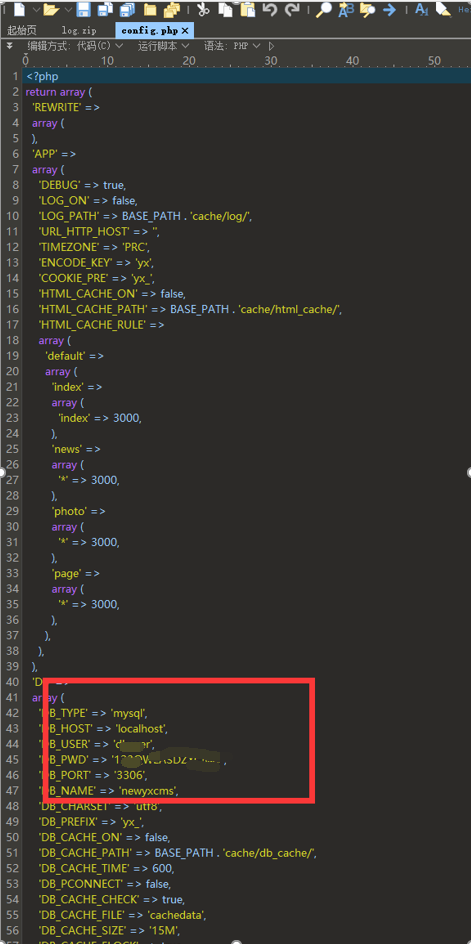 起始页 log.zip config.php
编辑方式: 代码(C) 运行脚本 语法: PHP
0 10 20 30 40 50
1 <?php
2 return array (
3 'REWRITE' =>
4 array (
5 ),
6 'APP' =>
7 array (
8 'DEBUG' => true,
9 'LOG_ON' => false,
10 'LOG_PATH' => BASE_PATH . 'cache/log/',
11 'URL_HTTP_HOST' => '',
12 'TIMEZONE' => 'PRC',
13 'ENCODE_KEY' => 'yx',
14 'COOKIE_PRE' => 'yx_',
15 'HTML_CACHE_ON' => false,
16 'HTML_CACHE_PATH' => BASE_PATH . 'cache/html_cache/',
17 'HTML_CACHE_RULE' =>
18 array (
19 'default' =>
20 array (
21 'index' =>
22 array (
23 'index' => 3000,
24 ),
25 'news' =>
26 array (
27 '*' => 3000,
28 ),
29 'photo' =>
30 array (
31 '*' => 3000,
32 ),
33 'page' =>
34 array (
35 '*' => 3000,
36 ),
37 ),
38 ),
39 ),
40
41 array (
42 'DB_TYPE' => 'mysql',
43 'DB_HOST' => 'localhost',
44 'DB_USER' =>
45 'DB_PWD' =>
46 'DB_PORT' => '3306',
47 'DB_NAME' => 'newyxcms',
48 'DB_CHARSET' => 'utf8',
49 'DB_PREFIX' => 'yx_',
50 'DB_CACHE_ON' => false,
51 'DB_CACHE_PATH' => BASE_PATH . 'cache/db_cache/',
52 'DB_CACHE_TIME' => 600,
53 'DB_PCONNECT' => false,
54 'DB_CACHE_CHECK' => true,
55 'DB_CACHE_FILE' => 'cachedata',
56 'DB_CACHE_SIZE' => '15M',